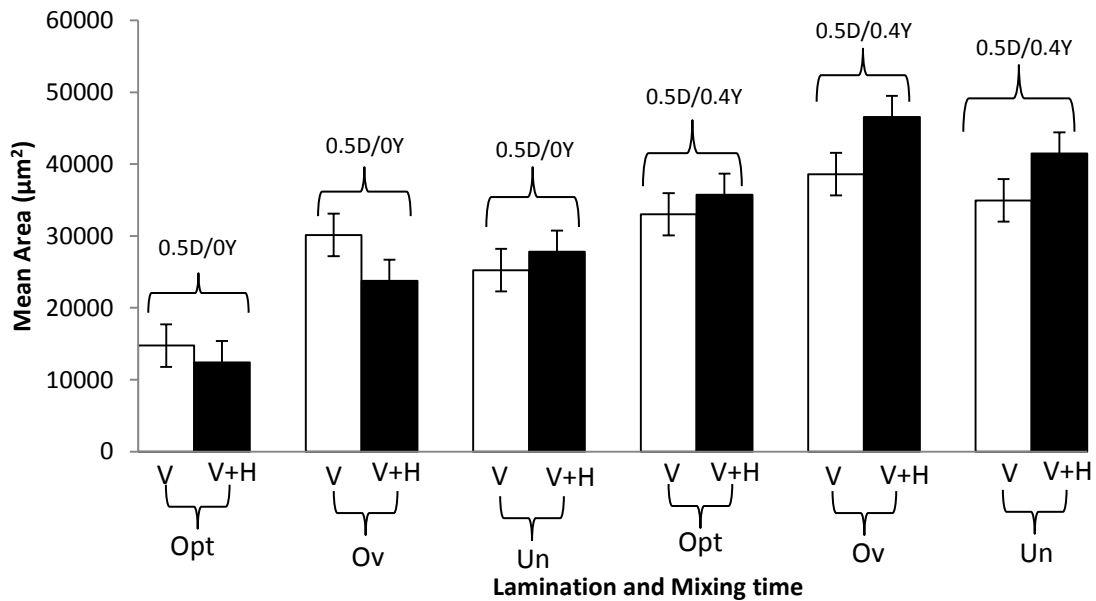 60000
50000
40000
30000
20000
10000
0
Mean Area (µm²)
0.5D/0Y
0.5D/0Y
0.5D/0Y
0.5D/0.4Y
0.5D/0.4Y
0.5D/0.4Y
V V+H V V+H V V+H V V+H V V+H V V+H
Opt Ov Un Opt Ov Un
Lamination and Mixing time